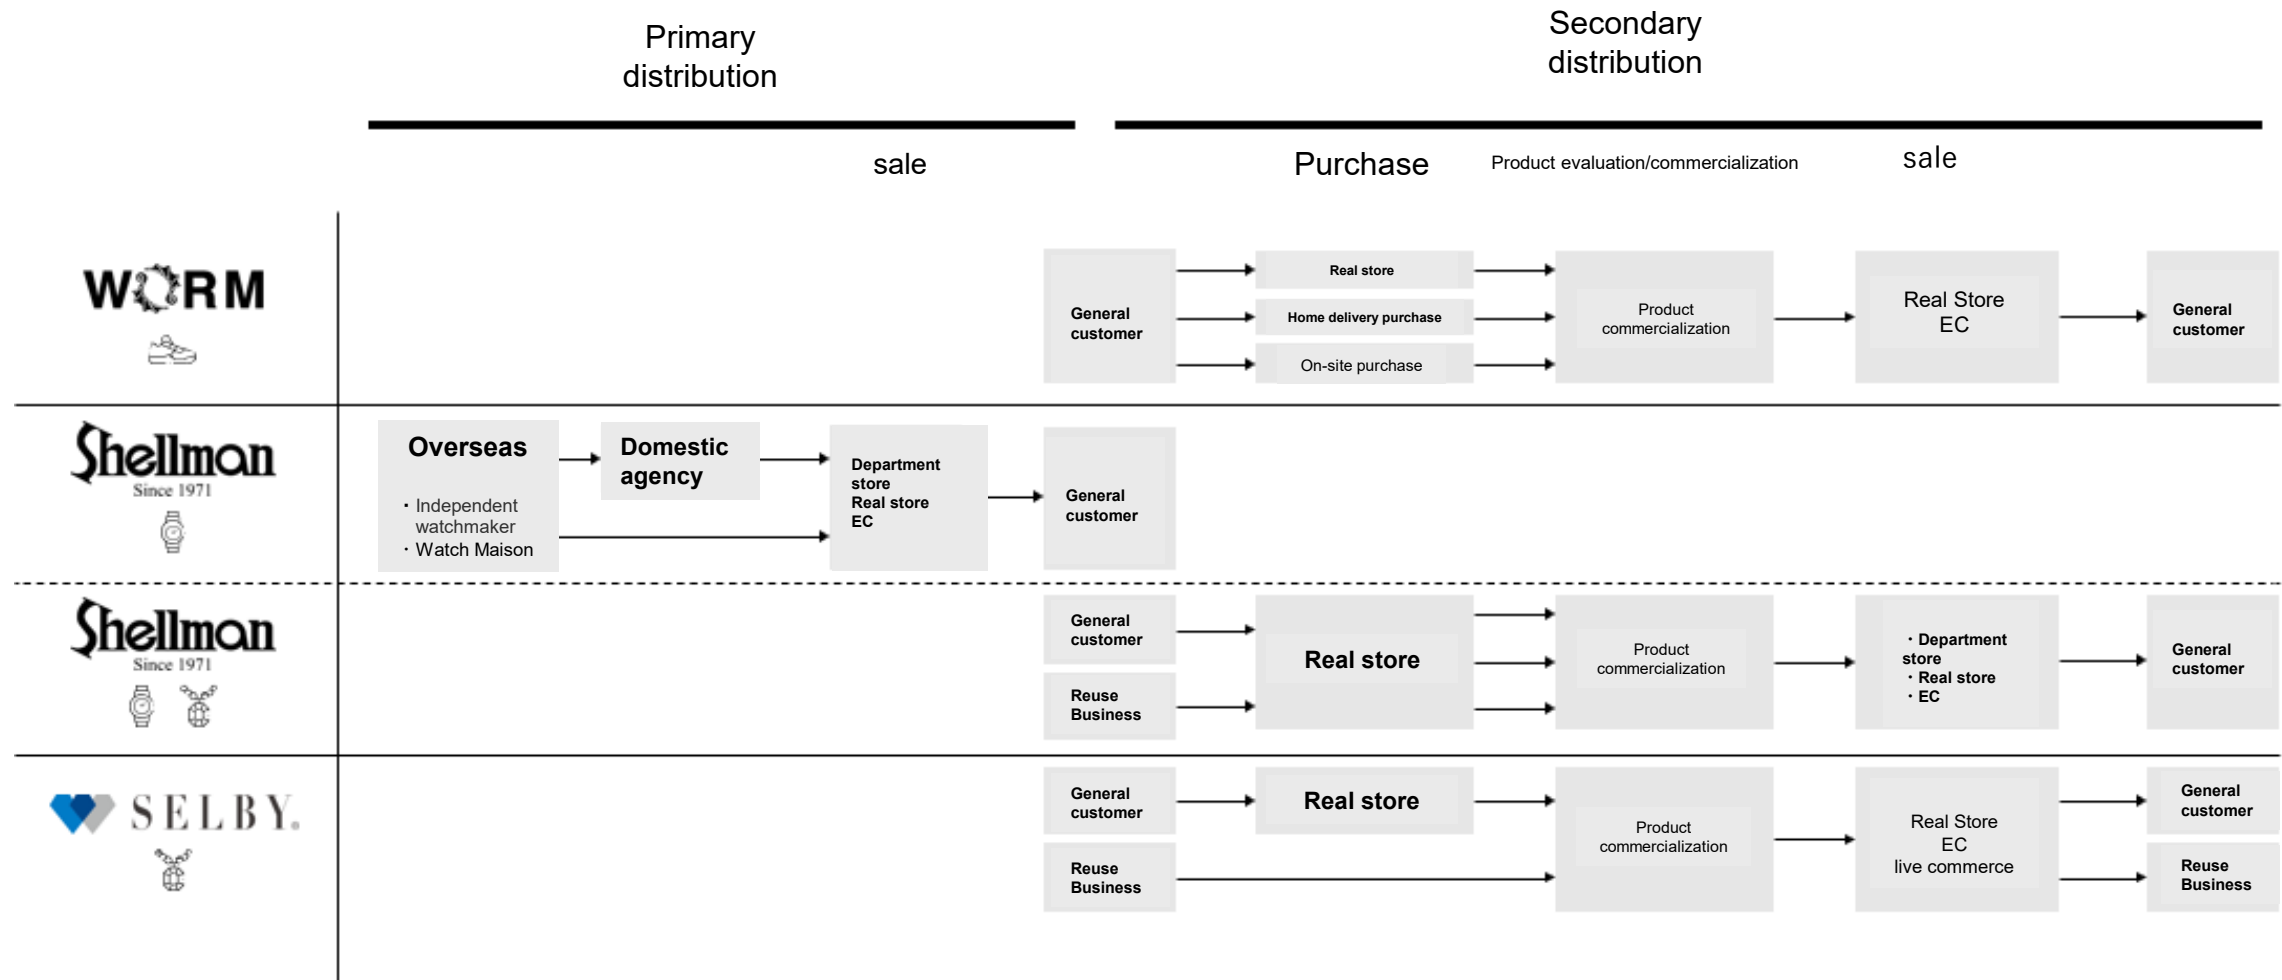 Primary
distribution
Secondary
distribution
sale
Purchase
Product evaluation/commercialization
sale
WORM
General
customer
Real store
Home delivery purchase
On-site purchase
Product
commercialization
Real Store
EC
General
customer
Shellman
Since 1971
Overseas
・Independent
watchmaker
・Watch Maison
Domestic
agency
Department
store
Real store
EC
General
customer
Shellman
Since 1971
General
customer
Reuse
Business
Real store
Product
commercialization
・Department
store
・Real store
・EC
General
customer
SELBY®
General
customer
Reuse
Business
Real store
Product
commercialization
Real Store
EC
live commerce
General
customer
Reuse
Business